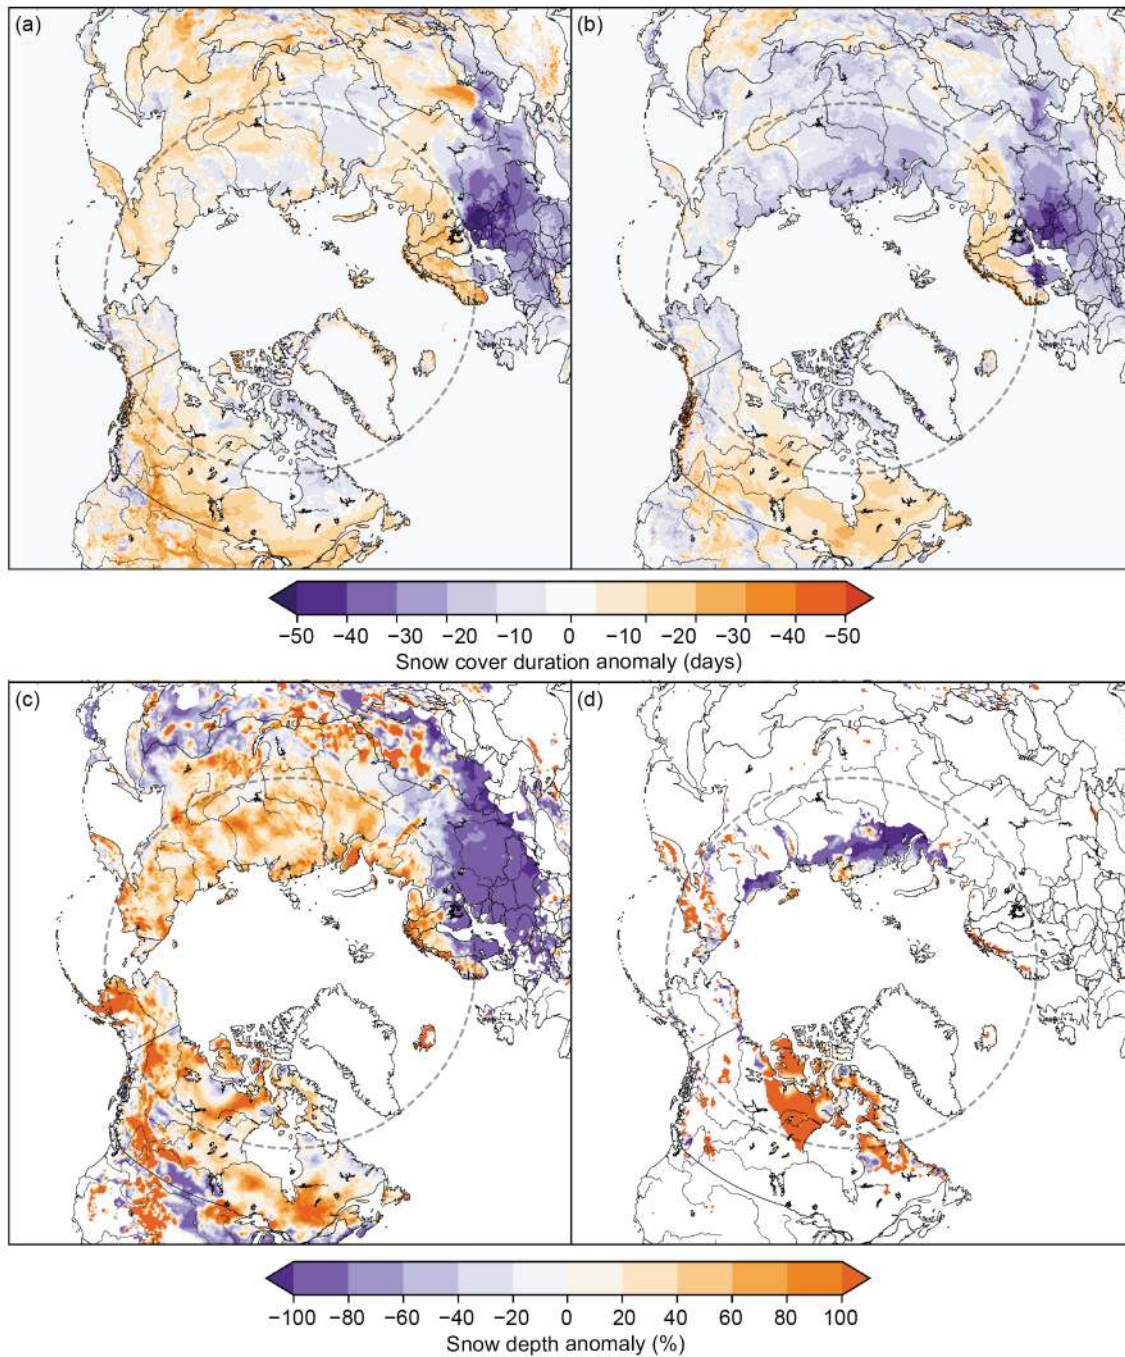 (a) (b)
−50 −40 −30 −20 −10 0 −10 −20 −30 −40 −50
Snow cover duration anomaly (days)
(c) (d)
−100 −80 −60 −40 −20 0 20 40 60 80 100
Snow depth anomaly (%)